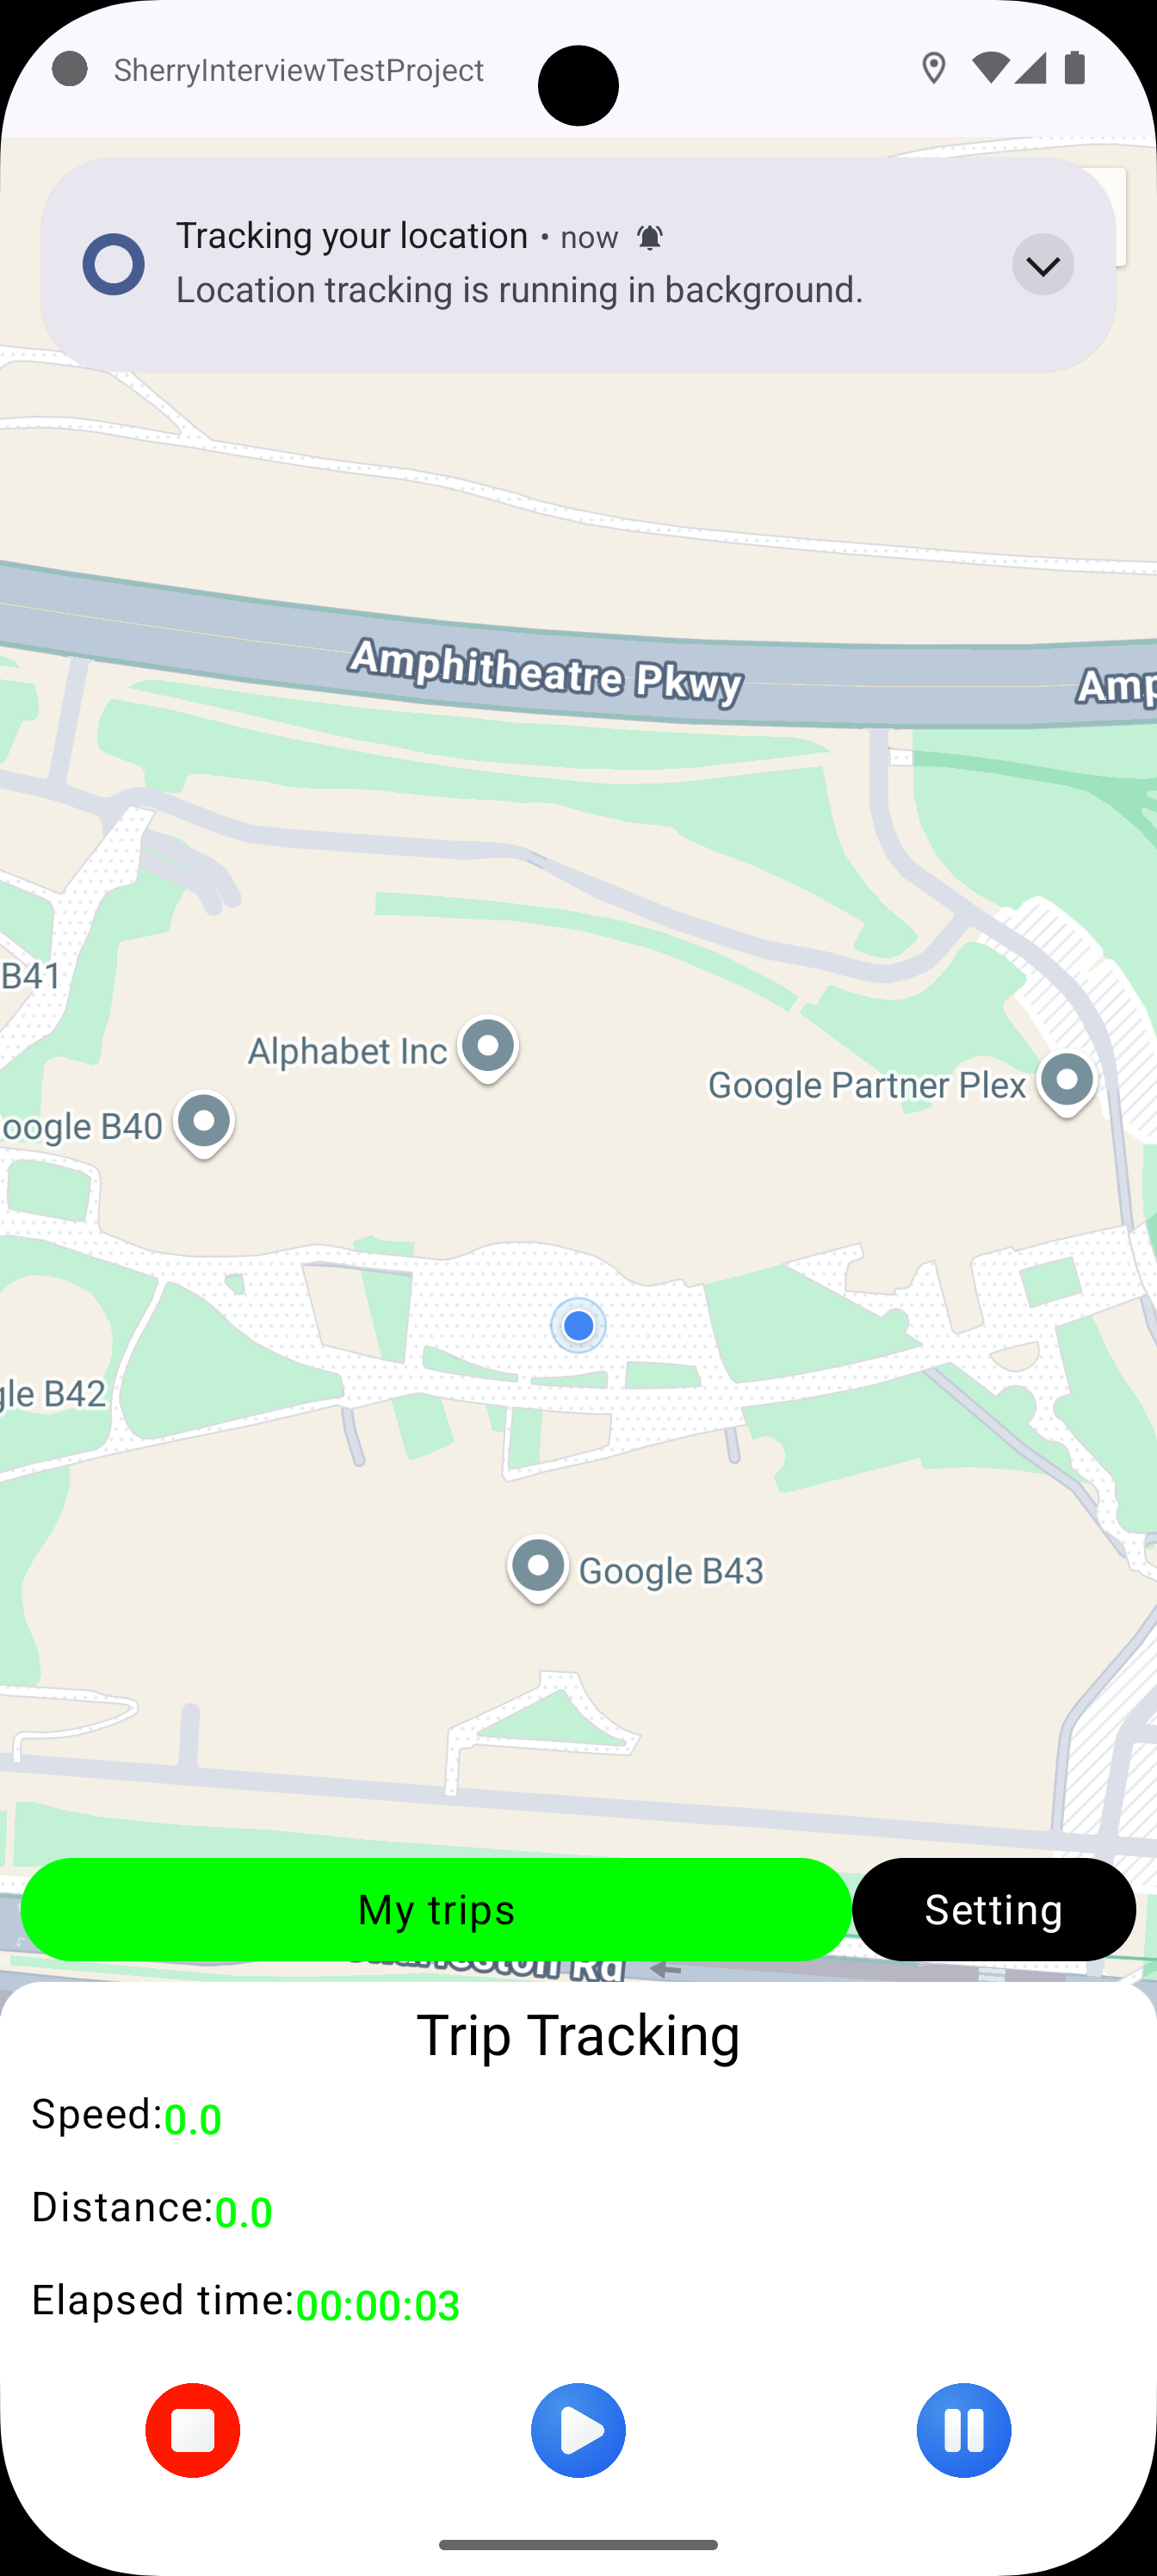 SherryInterviewTestProject
Tracking your location • now
Location tracking is running in background.
Amphitheatre Pkwy
Amp
B41
Alphabet Inc
Google Partner Plex
oogle B40
gle B42
Google B43
My trips
Setting
Rd
Trip Tracking
Speed:0.0
Distance:0.0
Elapsed time:00:00:03